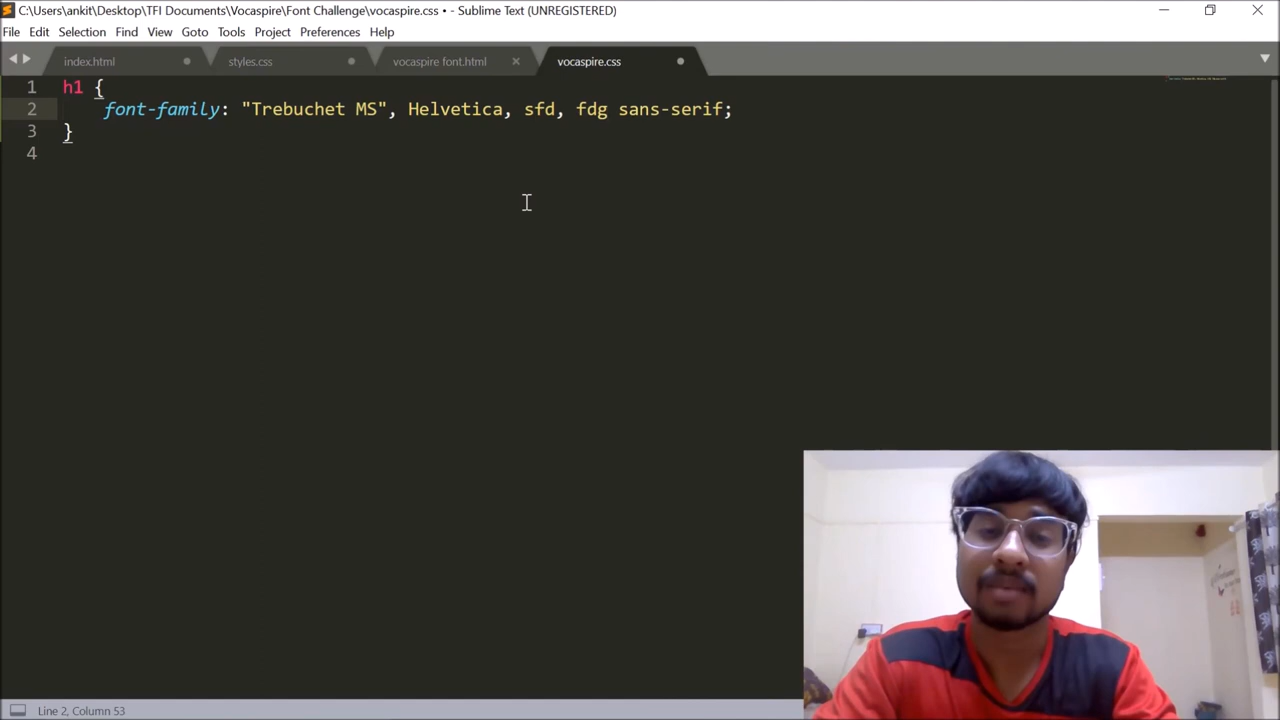 C:\Users\ankit\Desktop\TFI Documents\Vocaspire\Font Challenge\vocaspire.css • - Sublime Text (UNREGISTERED)
File Edit Selection Find View Goto Tools Project Preferences Help
index.html styles.css vocaspire font.html vocaspire.css
1 h1 {
2 font-family: "Trebuchet MS", Helvetica, sfd, fdg sans-serif;
3 }
4
Line 2, Column 53